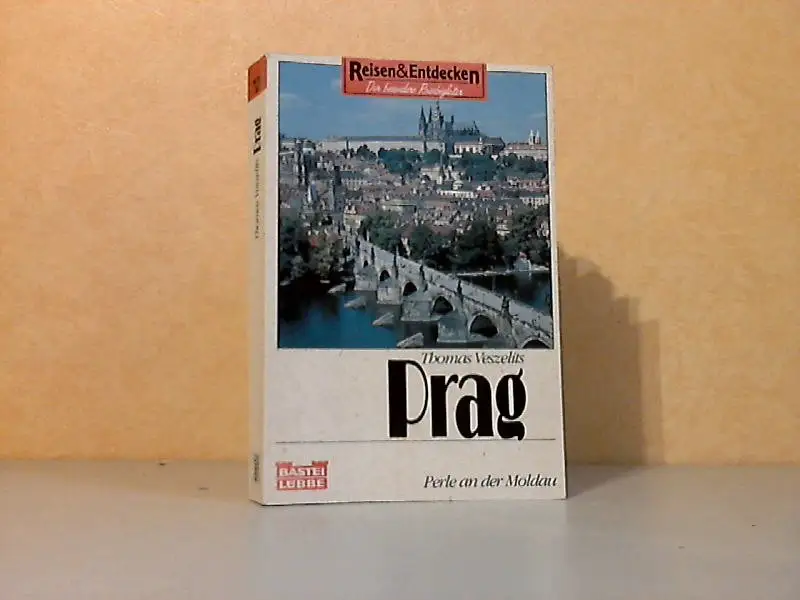 Reisen&Entdecken
Der besondere Reisebegleiter
Thomas Veszelits
Prag
Perle an der Moldau
BASTEI
LÜBBE
Thomas Veszelits Prag